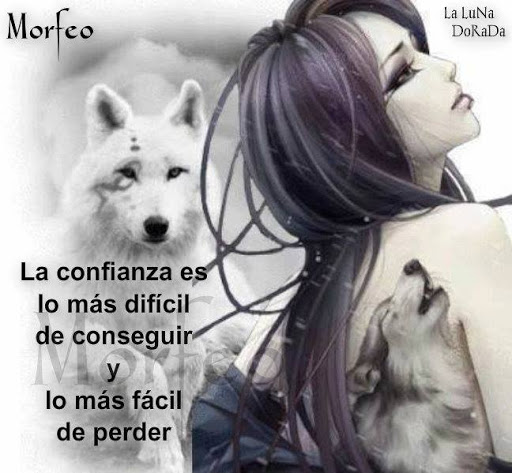 Morfeo
La LuNa
DoRaDa
La confianza es
lo más difícil
de conseguir
y
lo más fácil
de perder
Morfeo